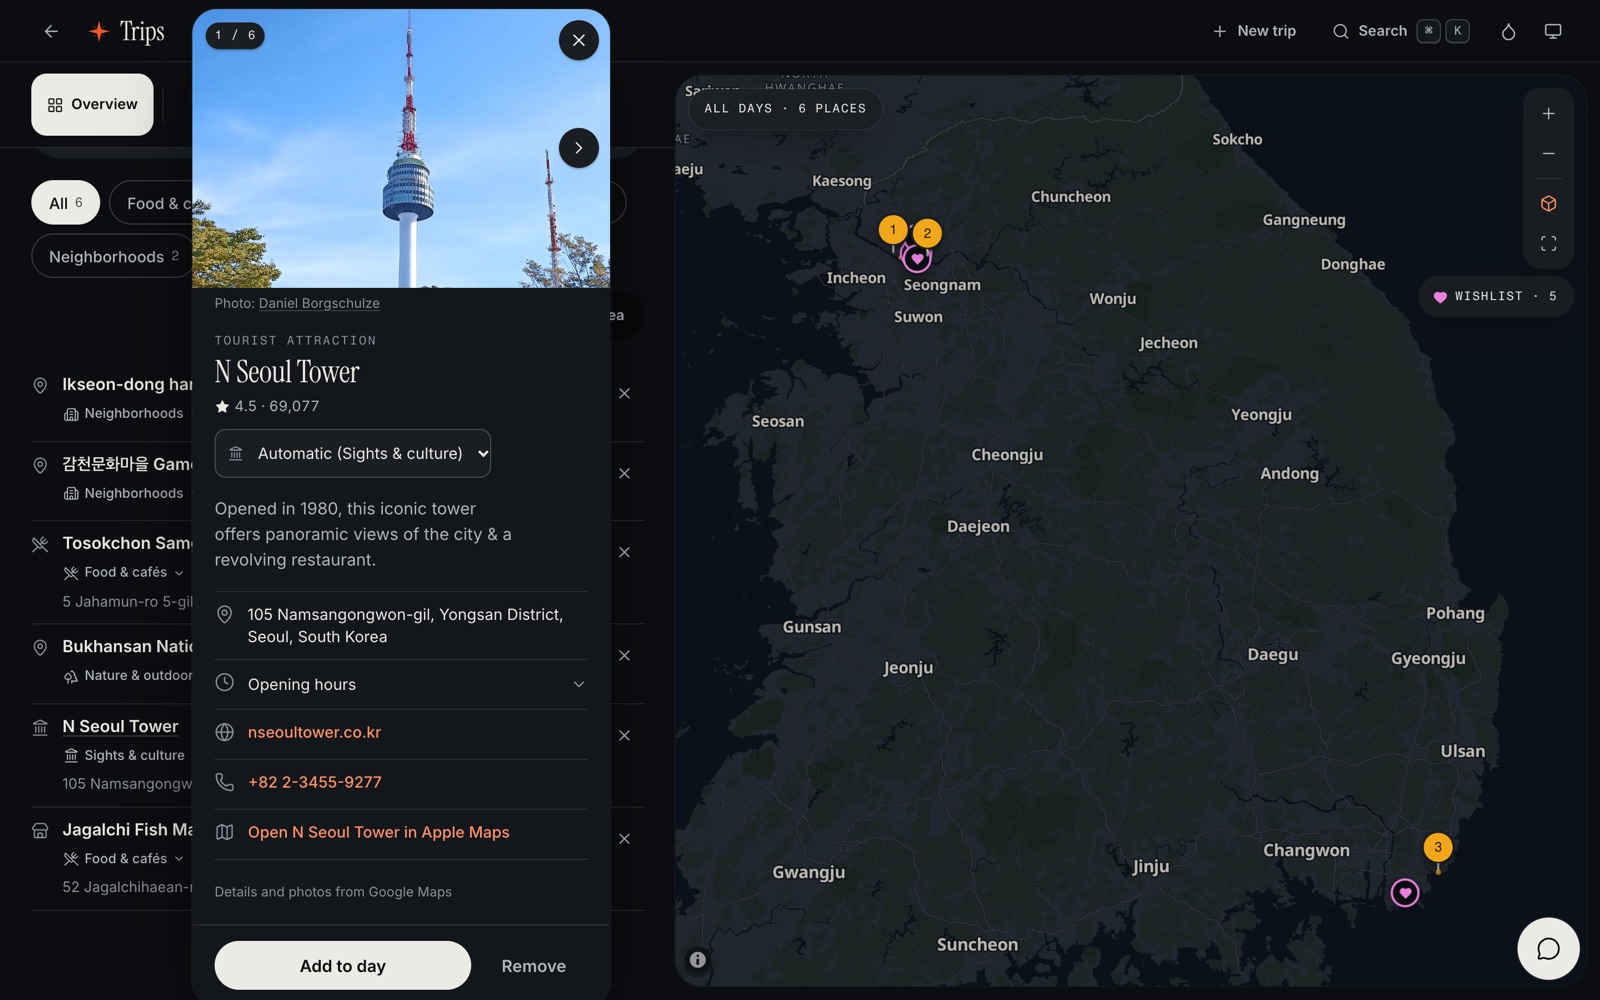 Trips
New trip
Search
⌘
K
Overview
All 6
Food & c
Neighborhoods 2
ea
Ikseon-dong han
Neighborhoods
감천문화마을 Gam
Neighborhoods
Tosokchon Sam
Food & cafés
5 Jahamun-ro 5-gil
Bukhansan Natio
Nature & outdoor
N Seoul Tower
Sights & culture
105 Namsangongw
Jagalchi Fish Ma
Food & cafés
52 Jagalchihaean-r
1 / 6
Photo: Daniel Borgschulze
TOURIST ATTRACTION
N Seoul Tower
4.5 · 69,077
Automatic (Sights & culture)
Opened in 1980, this iconic tower
offers panoramic views of the city & a
revolving restaurant.
105 Namsangongwon-gil, Yongsan District,
Seoul, South Korea
Opening hours
nseoultower.co.kr
+82 2-3455-9277
Open N Seoul Tower in Apple Maps
Details and photos from Google Maps
Add to day
Remove
HWANGHAE
ALL DAYS · 6 PLACES
AE
aeju
Sokcho
Kaesong
Chuncheon
Gangneung
1
2
Donghae
Incheon
Seongnam
Wonju
WISHLIST · 5
Suwon
Jecheon
Seosan
Yeongju
Cheongju
Andong
Daejeon
Pohang
Gunsan
Daegu
Gyeongju
Jeonju
Ulsan
3
Changwon
Jinju
Gwangju
Suncheon